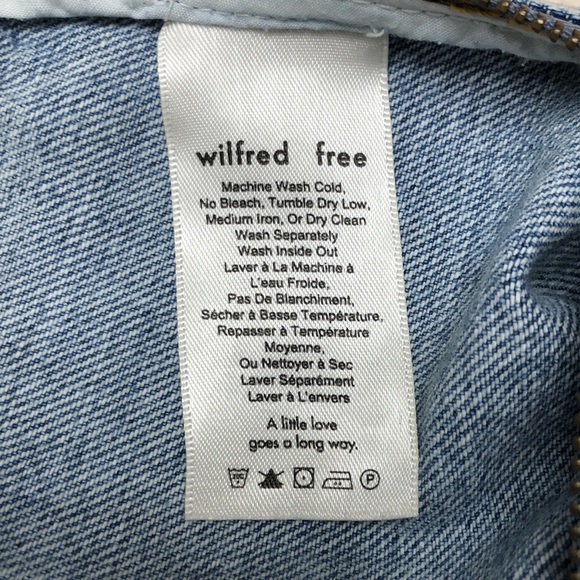 wilfred free
Machine Wash Cold,
No Bleach, Tumble Dry Low,
Medium Iron, Or Dry Clean
Wash Separately
Wash Inside Out
Laver à La Machine à
L'eau Froide,
Pas De Blanchiment,
Sécher à Basse Température,
Repasser à Température
Moyenne,
Ou Nettoyer à Sec
Laver Séparément
Laver à L'envers
A little love
goes a long way.
30C
P